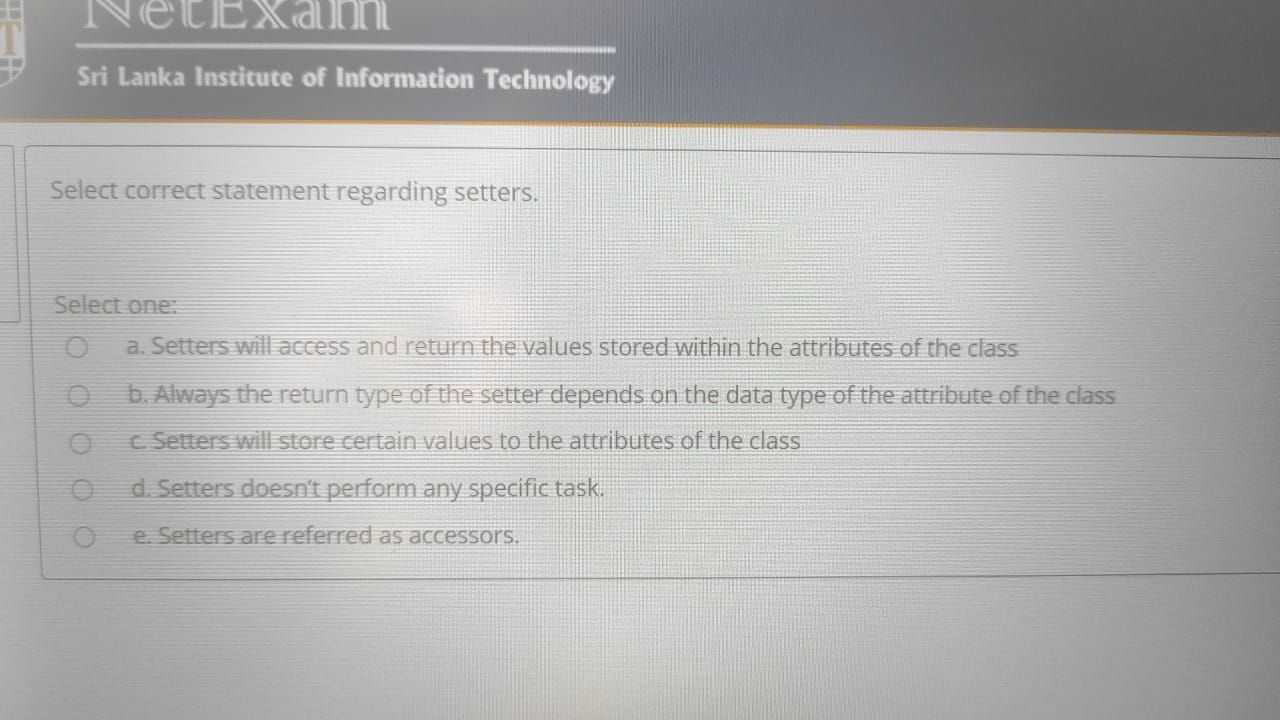 NetExam
Sri Lanka Institute of Information Technology
Select correct statement regarding setters.
Select one:
a. Setters will access and return the values stored within the attributes of the class
b. Always the return type of the setter depends on the data type of the attribute of the class
c. Setters will store certain values to the attributes of the class
d. Setters doesn't perform any specific task.
e. Setters are referred as accessors.